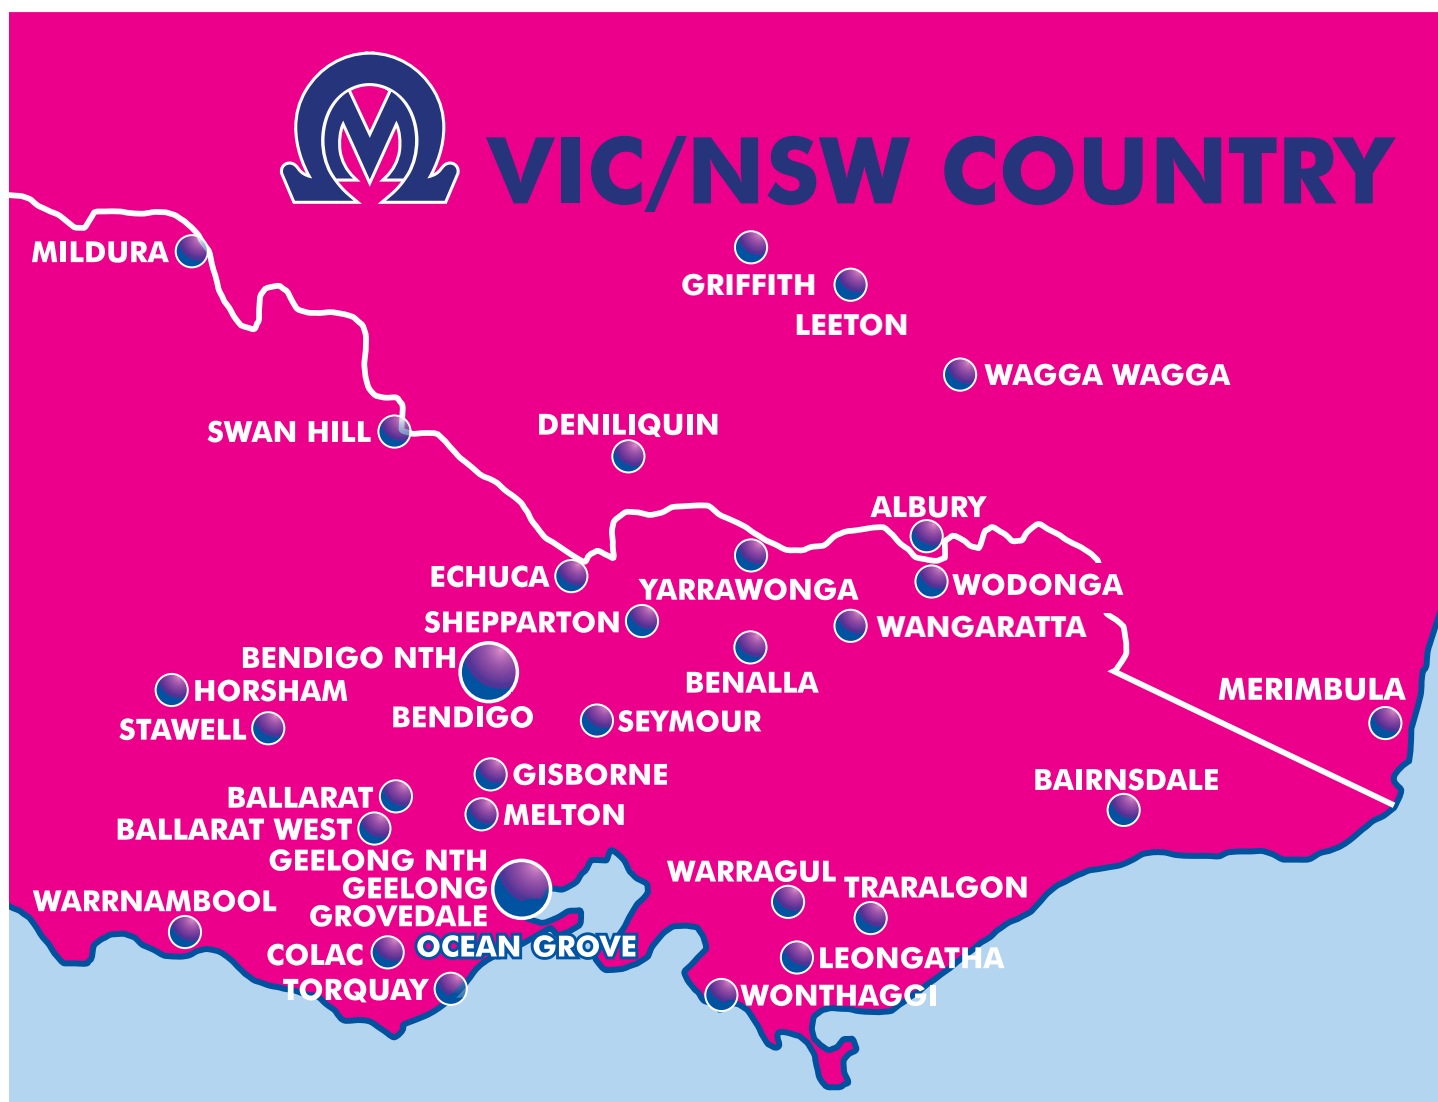 M
VIC/NSW COUNTRY
MILDURA
GRIFFITH
LEETON
WAGGA WAGGA
SWAN HILL
DENILIQUIN
ALBURY
ECHUCA
YARRAWONGA
WODONGA
SHEPPARTON
WANGARATTA
BENDIGO NTH
BENALLA
HORSHAM
MERIMBULA
BENDIGO
SEYMOUR
STAWELL
GISBORNE
BAIRNSDALE
BALLARAT
MELTON
BALLARAT WEST
GEELONG NTH
WARRAGUL
GEELONG
TRARALGON
WARRNAMBOOL
GROVEDALE
OCEAN GROVE
COLAC
LEONGATHA
TORQUAY
WONTHAGGI